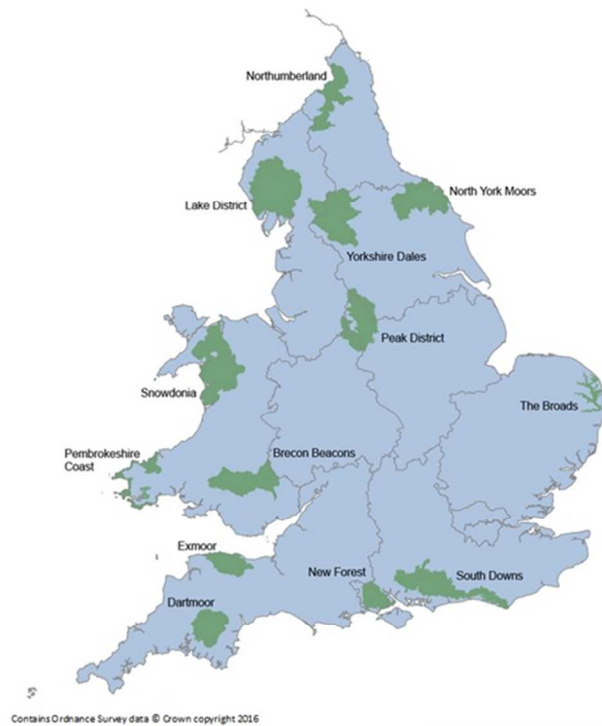 Northumberland
North York Moors
Lake District
Yorkshire Dales
Peak District
Snowdonia
The Broads
Pembrokeshire
Coast
Brecon Beacons
Exmoor
New Forest
South Downs
Dartmoor
Contains Ordnance Survey data © Crown copyright 2016